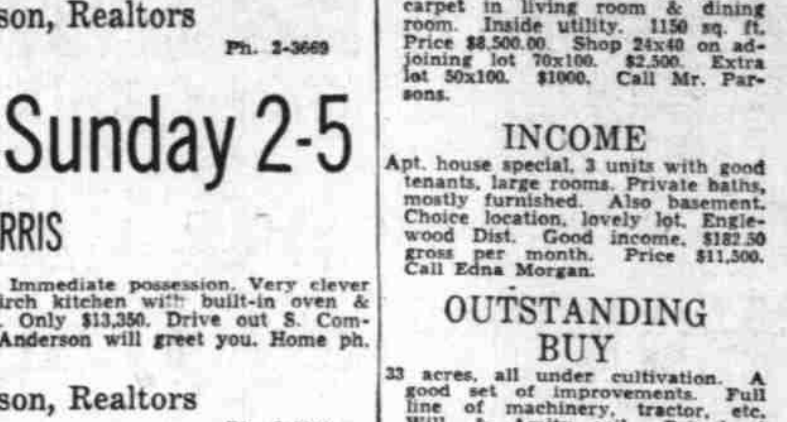 son, Realtors
Ph. 2-3669
Sunday 2-5
RRIS
Immediate possession. Very clever
irch kitchen with built-in oven &
. Only $13,350. Drive out S. Com-
Anderson will greet you. Home ph.
son, Realtors
carpet in living room & dining
room. Inside utility. 1150 sq. ft.
Price $8,500.00. Shop 24x40 on ad-
joining lot 70x100. $2,500. Extra
lot 50x100. $1000. Call Mr. Par-
sons.
INCOME
Apt. house special, 3 units with good
tenants, large rooms. Private baths,
mostly furnished. Also basement.
Choice location, lovely lot, Engle-
wood Dist. Good income, $182.50
gross per month. Price $11,500.
Call Edna Morgan.
OUTSTANDING
BUY
33 acres, all under cultivation. A
good set of improvements. Full
line of machinery, tractor, etc.